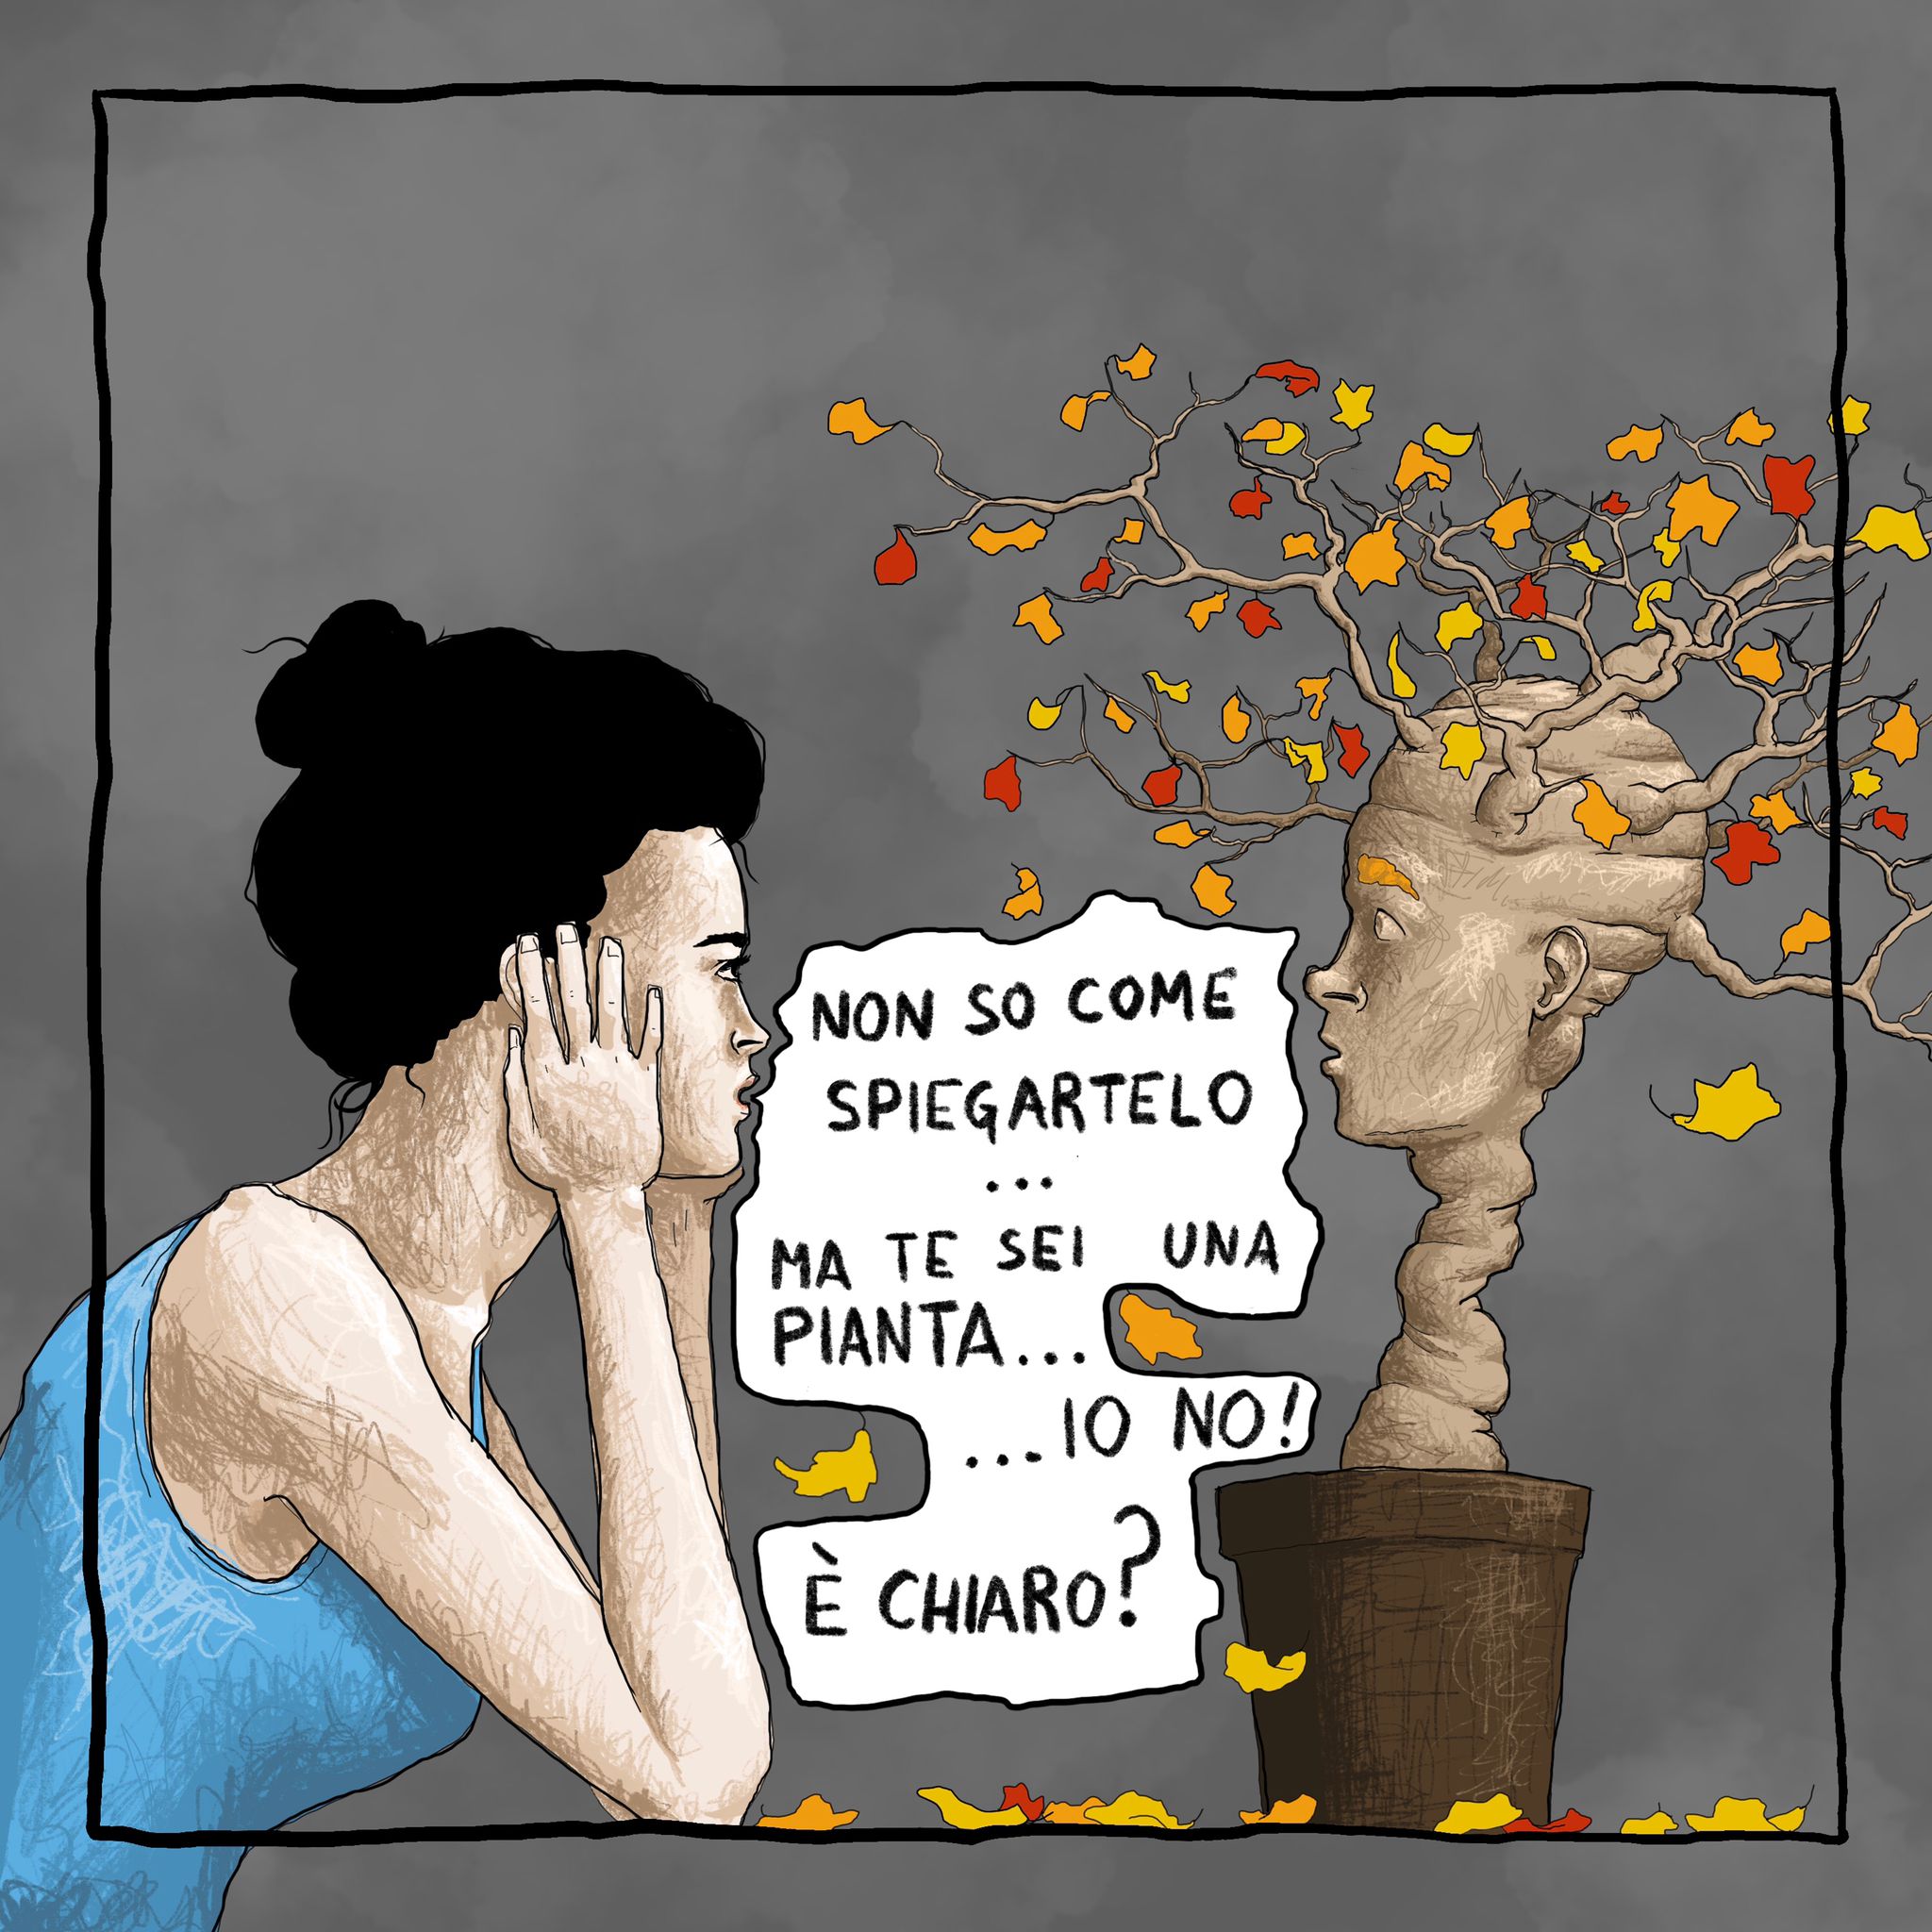 NON SO COME
SPIEGARTELO
...
MA TE SEI UNA
PIANTA...
...IO NO!
È CHIARO?